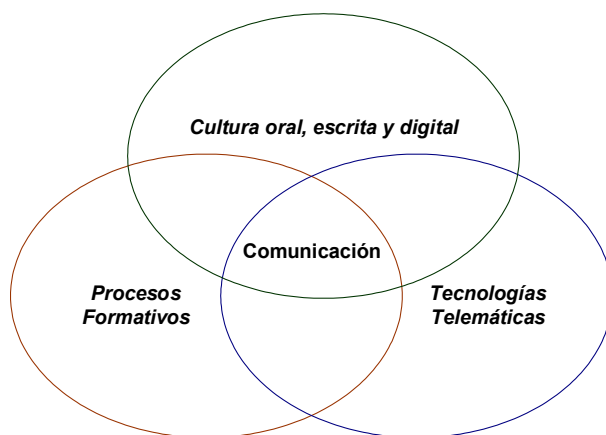 Cultura oral, escrita y digital
Comunicación
Procesos
Formativos
Tecnologías
Telemáticas